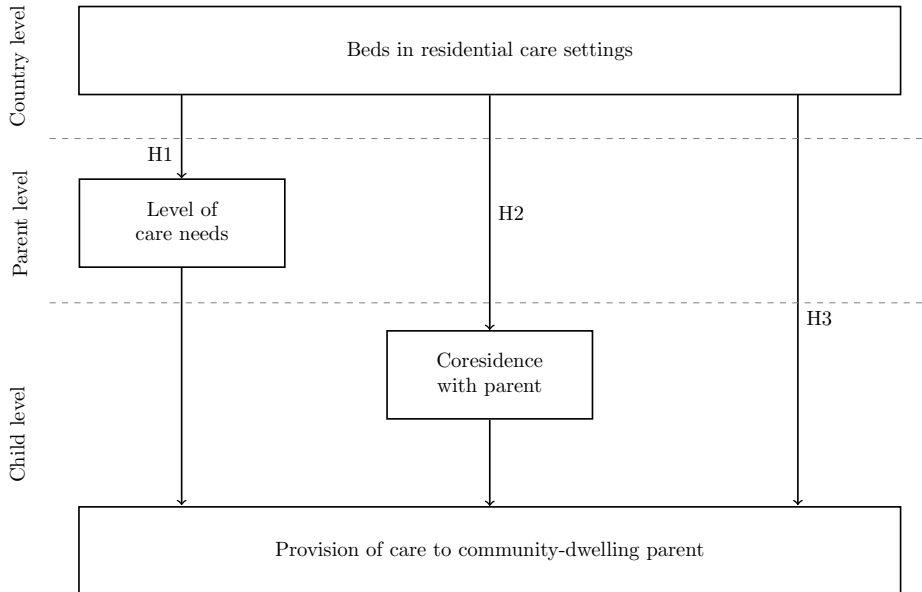 Country level
Beds in residential care settings
H1
Parent level
Level of
care needs
H2
H3
Child level
Coresidence
with parent
Provision of care to community-dwelling parent